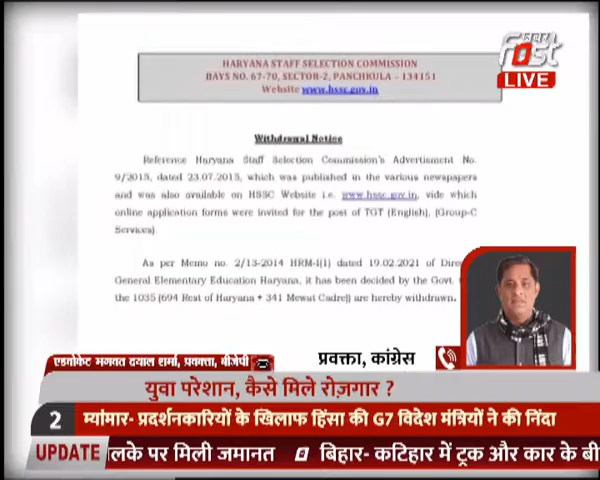 HARYANA STAFF SELECTION COMMISSION
BAYS NO. 67-70, SECTOR-2, PANCHKULA – 134151
Website www.hssc.gov.in
खबर
fast
LIVE
Withdrawal Notice
Reference Haryana Staff Selection Commission's Advertisment No.
9/2015, dated 23.07.2015, which was published in the various newspapers
and was also available on HSSC Website i.e. www.hssc.gov.in, vide which
online application forms were invited for the post of TGT (English), (Group-C
Services).
As per Memo no. 2/13-2014 HRM-I(1) dated 19.02.2021 of
General Elementary Education Haryana, it has been decided by the Govt.
the 1035 (694 Rest of Haryana + 341 Mewat Cadre)) are hereby withdrawn.
एडवोकेट भगवत दयाल शर्मा, प्रवक्ता, बीजेपी
प्रवक्ता, कांग्रेस
युवा परेशान, कैसे मिले रोज़गार ?
2 म्यांमार- प्रदर्शनकारियों के खिलाफ हिंसा की G7 विदेश मंत्रियों ने की निंदा
UPDATE लके पर मिली जमानत बिहार- कटिहार में ट्रक और कार के बी